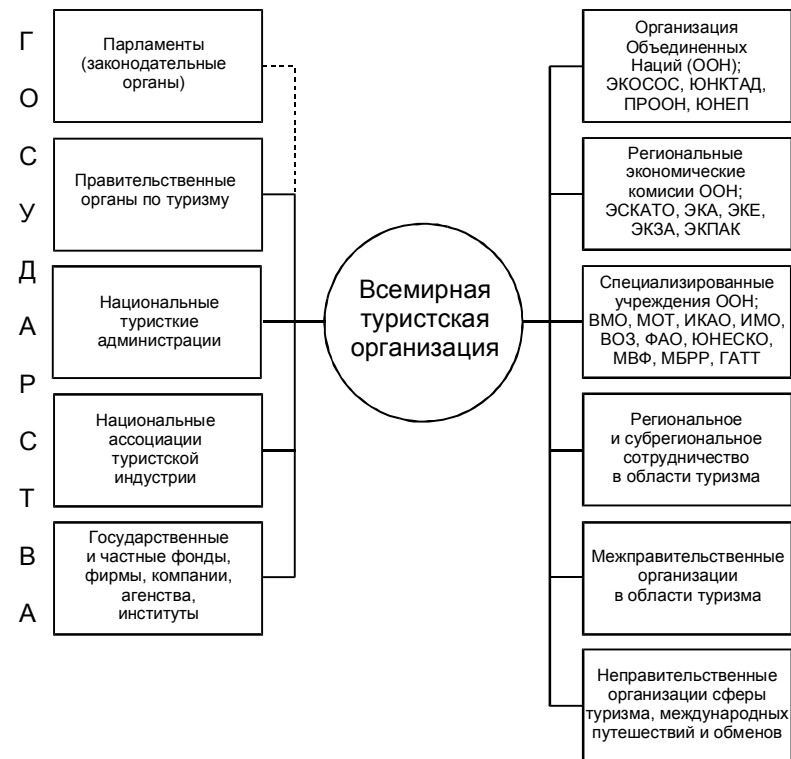 Г
О
С
У
Д
А
Р
С
Т
В
А
Парламенты
(законодательные
органы)
Правительственные
органы по туризму
Национальные
туристкие
администрации
Национальные
ассоциации
туристской
индустрии
Государственные
и частные фонды,
фирмы, компании,
агенства,
институты
Всемирная
туристская
организация
Организация
Объединенных
Наций (ООН);
ЭКОСОС, ЮНКТАД,
ПРООН, ЮНЕП
Региональные
экономические
комисии ООН;
ЭСКАТО, ЭКА, ЭКЕ,
ЭКЗА, ЭКПАК
Специализированные
учреждения ООН;
ВМО, МОТ, ИКАО, ИМО,
ВОЗ, ФАО, ЮНЕСКО,
МВФ, МБРР, ГАТТ
Региональное
и субрегиональное
сотрудничество
в области туризма
Межправительственные
организации
в области туризма
Неправительственные
организации сферы
туризма, международных
путешествий и обменов